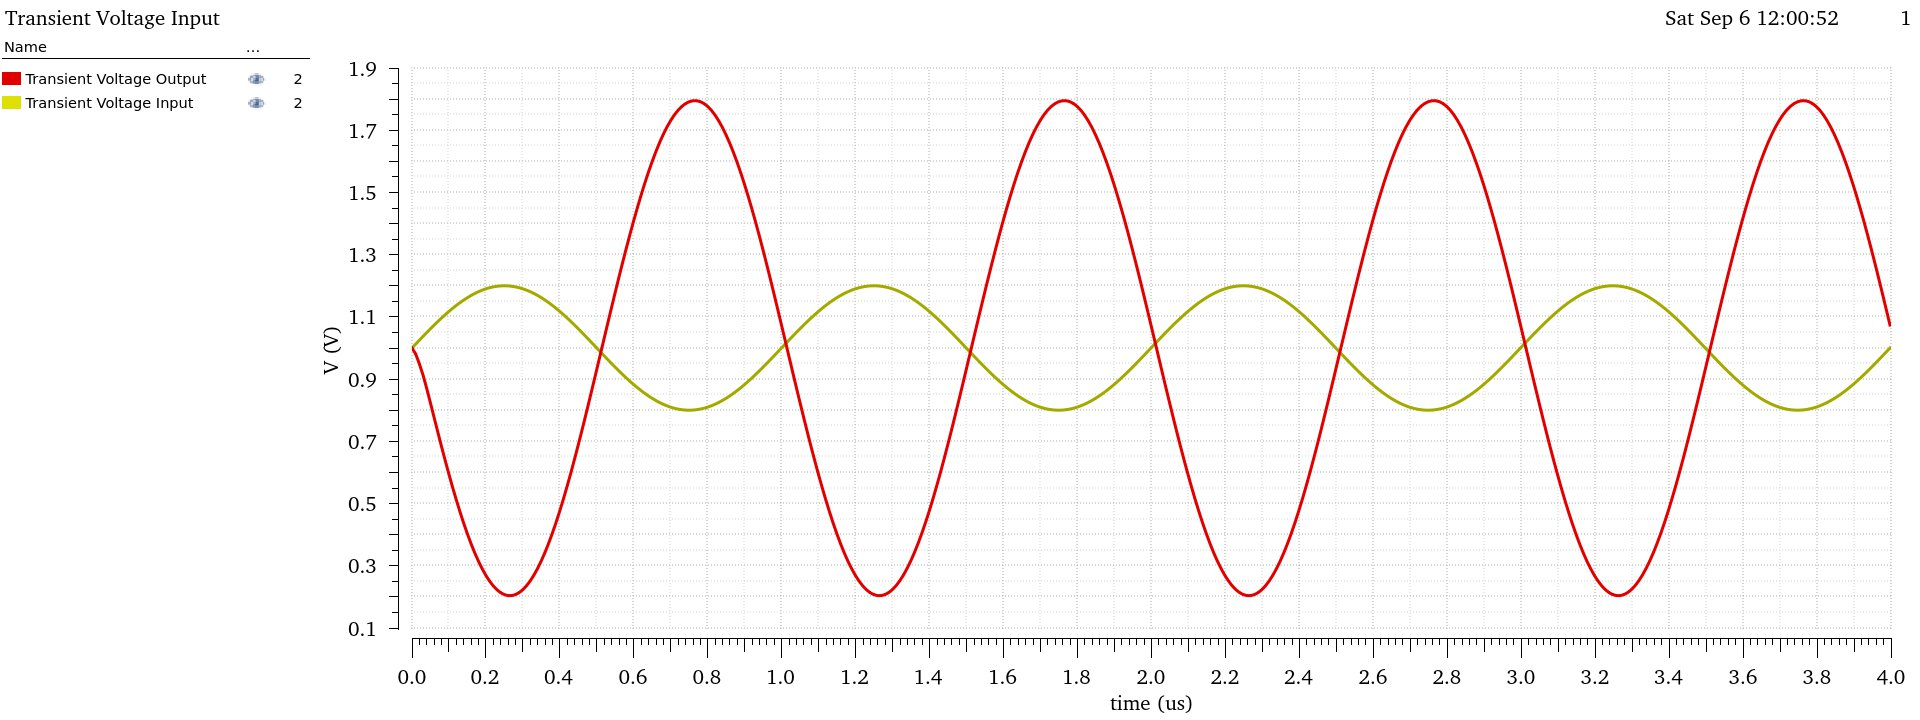 Transient Voltage Input
Sat Sep 6 12:00:52 1
Name ...
Transient Voltage Output 2
Transient Voltage Input 2
1.9
1.7
1.5
1.3
1.1
0.9
0.7
0.5
0.3
0.1
V (V)
0.0 0.2 0.4 0.6 0.8 1.0 1.2 1.4 1.6 1.8 2.0 2.2 2.4 2.6 2.8 3.0 3.2 3.4 3.6 3.8 4.0
time (us)